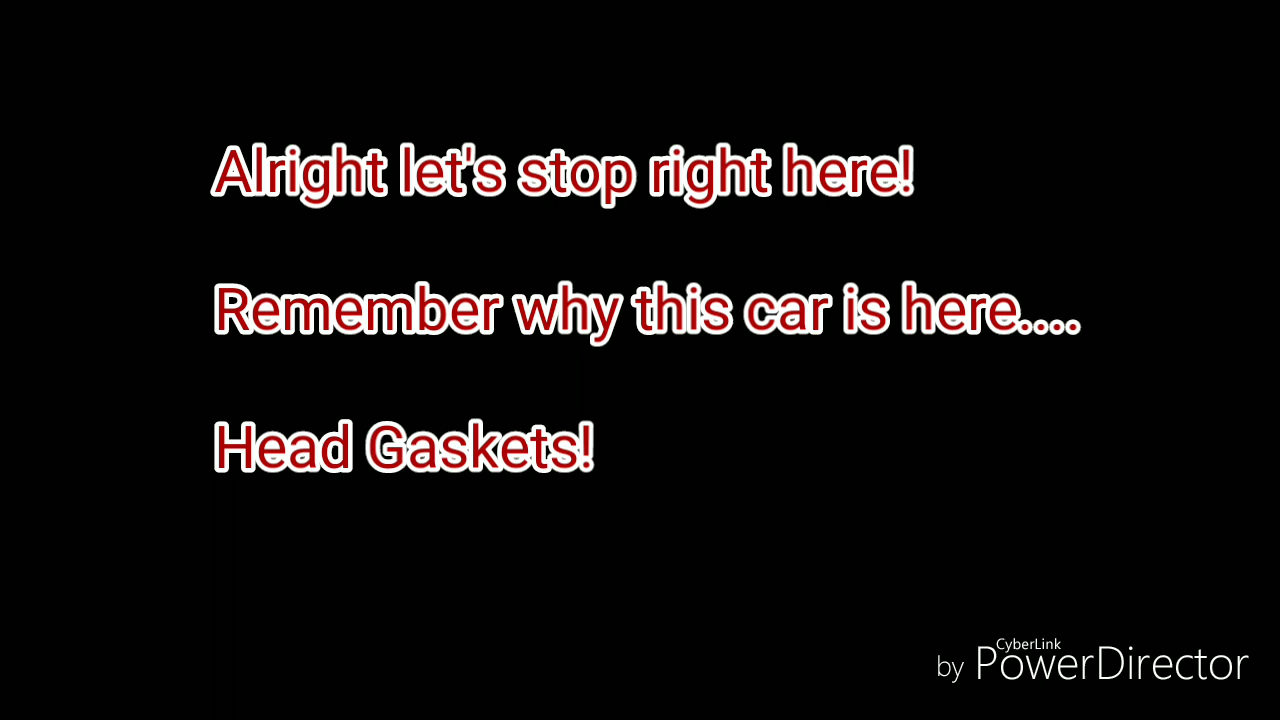 Alright let's stop right here!
Remember why this car is here....
Head Gaskets!
CyberLink
by PowerDirector